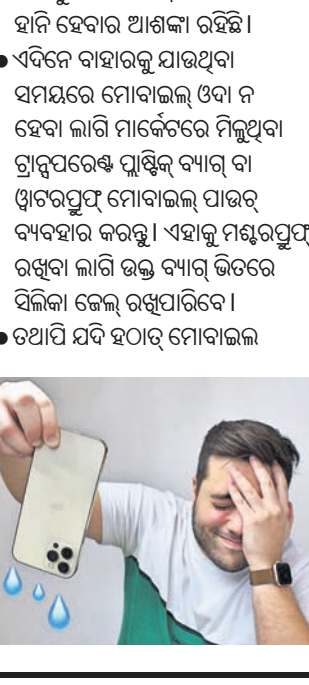 ହାନି ହେବାର ଆଶଙ୍କା ରହିଛି।
● ଏଦିନେ ବାହାରକୁ ଯାଉଥିବା
ସମୟରେ ମୋବାଇଲ୍ ଓଦା ନ
ହେବା ଲାଗି ମାର୍କେଟରେ ମିଳୁଥିବା
ଟ୍ରାନ୍ସପରେଣ୍ଟ ପ୍ଲାଷ୍ଟିକ୍ ବ୍ୟାଗ୍ ବା
ୱାଟରପ୍ରୁଫ୍ ମୋବାଇଲ୍ ପାଉଚ୍
ବ୍ୟବହାର କରନ୍ତୁ। ଏହାକୁ ମଶ୍ଚରପ୍ରୁଫ୍
ରଖିବା ଲାଗି ଉକ୍ତ ବ୍ୟାଗ୍ ଭିତରେ
ସିଲିକା ଜେଲ୍ ରଖିପାରିବେ।
● ତଥାପି ଯଦି ହଠାତ୍ ମୋବାଇଲ